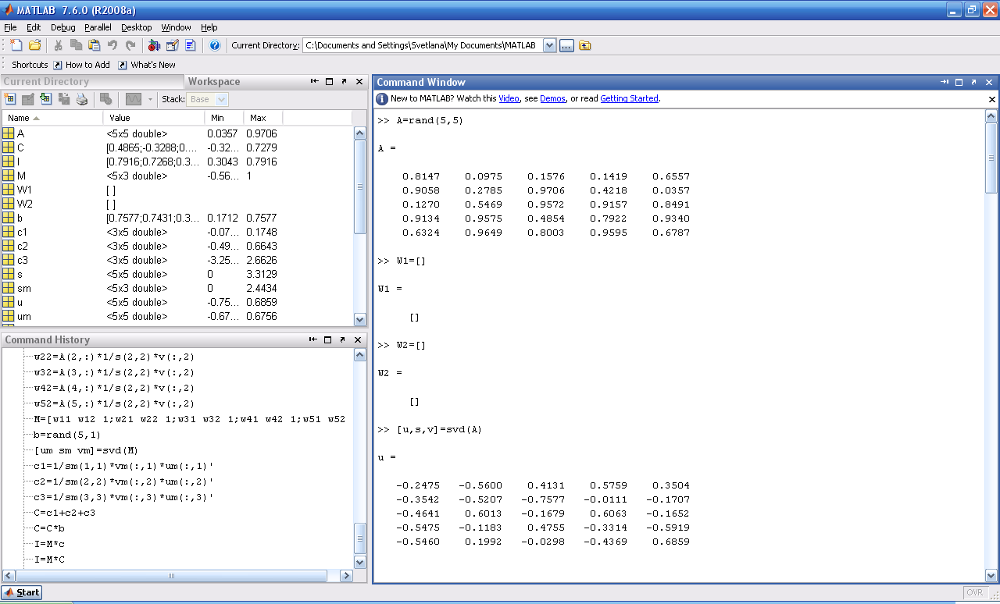 MATLAB 7.6.0 (R2008a)
File Edit Debug Parallel Desktop Window Help
Current Directory: C:\Documents and Settings\Svetlana\My Documents\MATLAB ...
Shortcuts How to Add What's New
Current Directory Workspace
Stack: Base
Name Value Min Max
A <5x5 double> 0.0357 0.9706
C [0.4865;-0.3288;0.... -0.32... 0.7279
I [0.7916;0.7268;0.3... 0.3043 0.7916
M <5x3 double> -0.56... 1
W1 [ ]
W2 [ ]
b [0.7577;0.7431;0.3... 0.1712 0.7577
c1 <3x5 double> -0.07... 0.1748
c2 <3x5 double> -0.49... 0.6643
c3 <3x5 double> -3.25... 2.6626
s <5x5 double> 0 3.3129
sm <5x3 double> 0 2.4434
u <5x5 double> -0.75... 0.6859
um <5x5 double> -0.67... 0.6756
Command History
w22=A(2,:)*1/s(2,2)*v(:,2)
w32=A(3,:)*1/s(2,2)*v(:,2)
w42=A(4,:)*1/s(2,2)*v(:,2)
w52=A(5,:)*1/s(2,2)*v(:,2)
M=[w11 w12 1;w21 w22 1;w31 w32 1;w41 w42 1;w51 w52
b=rand(5,1)
[um sm vm]=svd(M)
c1=1/sm(1,1)*vm(:,1)*um(:,1)'
c2=1/sm(2,2)*vm(:,2)*um(:,2)'
c3=1/sm(3,3)*vm(:,3)*um(:,3)'
C=c1+c2+c3
C=C*b
I=M*c
I=M*C
Command Window
New to MATLAB? Watch this Video, see Demos, or read Getting Started.
>> A=rand(5,5)
A =
0.8147 0.0975 0.1576 0.1419 0.6557
0.9058 0.2785 0.9706 0.4218 0.0357
0.1270 0.5469 0.9572 0.9157 0.8491
0.9134 0.9575 0.4854 0.7922 0.9340
0.6324 0.9649 0.8003 0.9595 0.6787
>> W1=[]
W1 =
[]
>> W2=[]
W2 =
[]
>> [u,s,v]=svd(A)
u =
-0.2475 -0.5600 0.4131 0.5759 0.3504
-0.3542 -0.5207 -0.7577 -0.0111 -0.1707
-0.4641 0.6013 -0.1679 0.6063 -0.1652
-0.5475 -0.1183 0.4755 -0.3314 -0.5919
-0.5460 0.1992 -0.0298 -0.4369 0.6859
Start
OVR